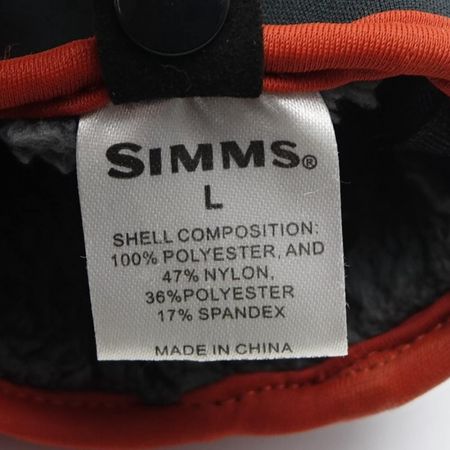 SIMMS®
L
SHELL COMPOSITION:
100% POLYESTER, AND
47% NYLON,
36%POLYESTER
17% SPANDEX
MADE IN CHINA